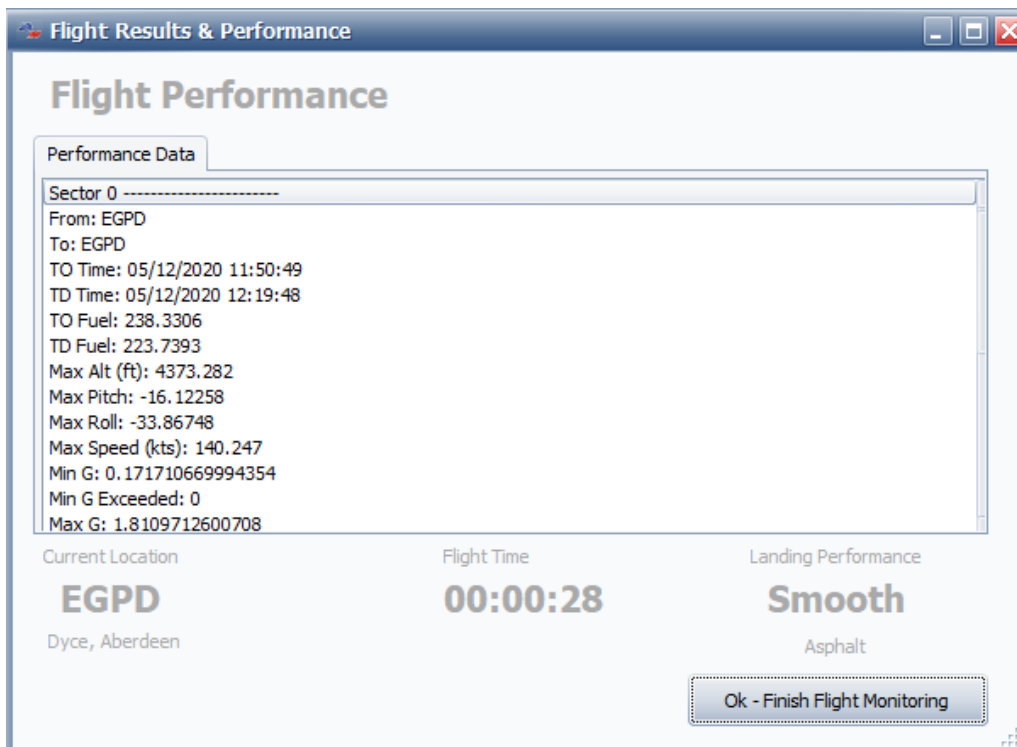 Flight Results & Performance
Flight Performance
Performance Data
Sector 0 -----------------------
From: EGPD
To: EGPD
TO Time: 05/12/2020 11:50:49
TD Time: 05/12/2020 12:19:48
TO Fuel: 238.3306
TD Fuel: 223.7393
Max Alt (ft): 4373.282
Max Pitch: -16.12258
Max Roll: -33.86748
Max Speed (kts): 140.247
Min G: 0.171710669994354
Min G Exceeded: 0
Max G: 1.8109712600708
Current Location Flight Time Landing Performance
EGPD 00:00:28 Smooth
Dyce, Aberdeen Asphalt
Ok - Finish Flight Monitoring